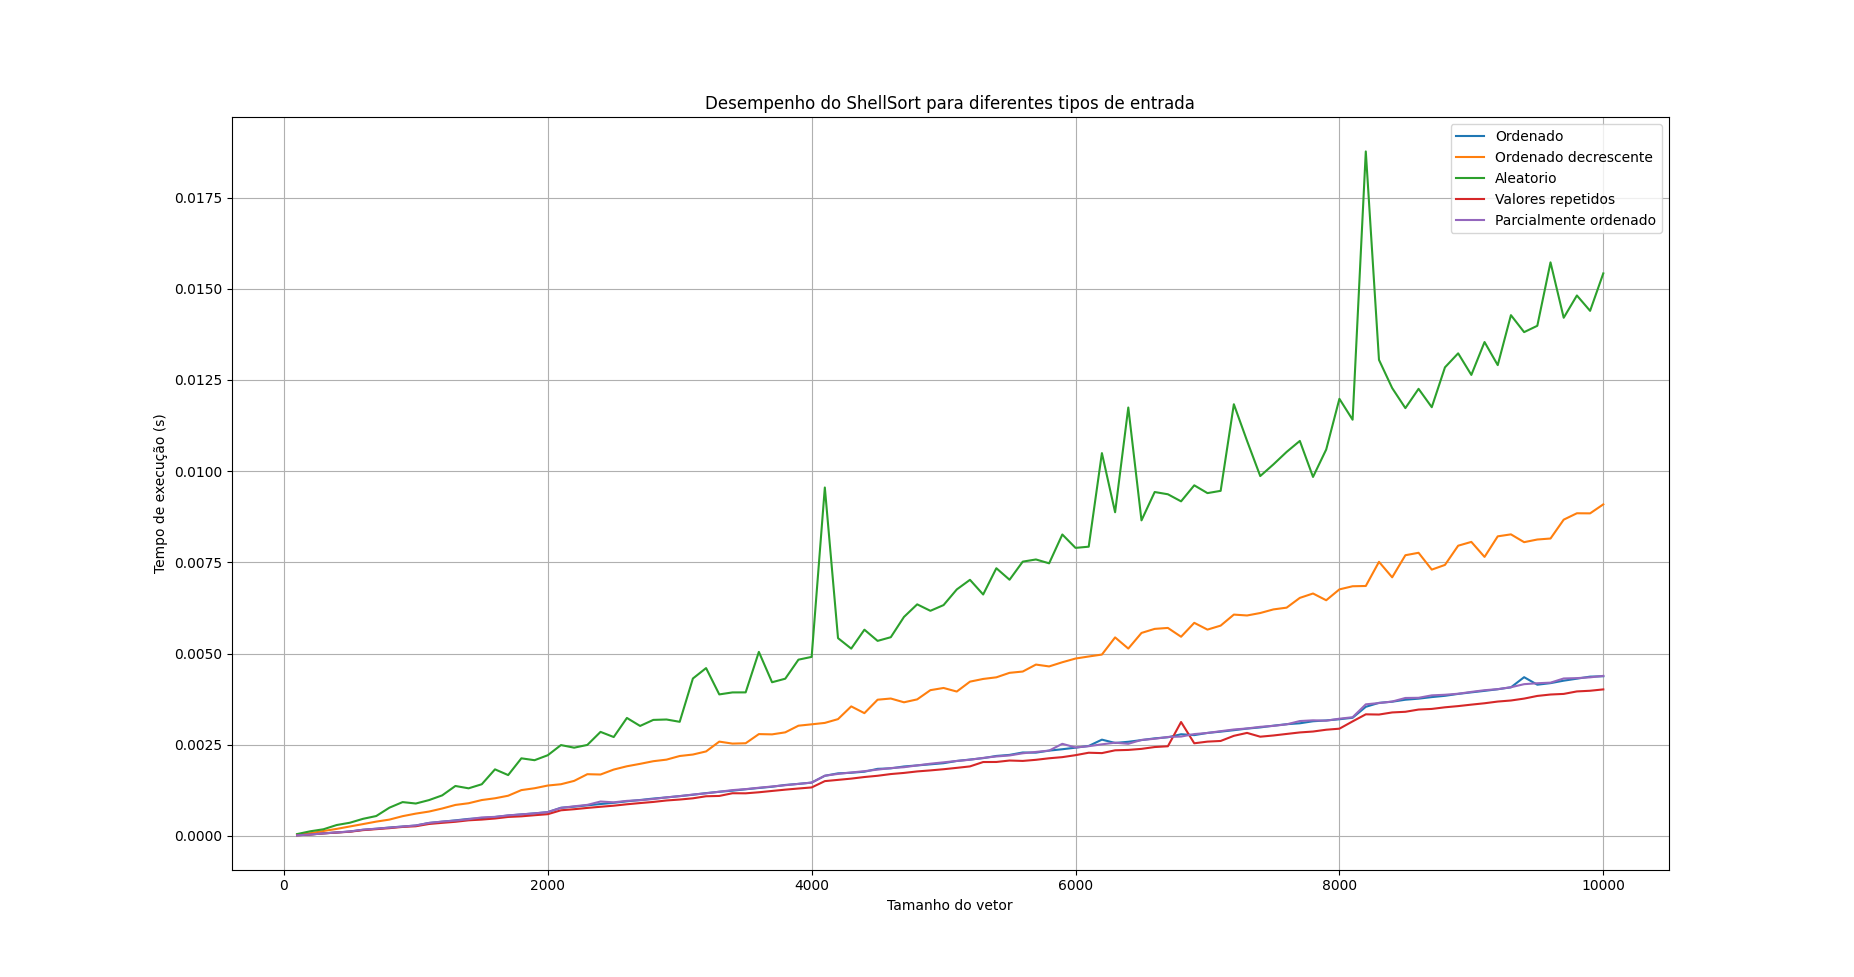 Desempenho do ShellSort para diferentes tipos de entrada
Ordenado
Ordenado decrescente
Aleatorio
Valores repetidos
Parcialmente ordenado
Tempo de execução (s)
0.0175
0.0150
0.0125
0.0100
0.0075
0.0050
0.0025
0.0000
0 2000 4000 6000 8000 10000
Tamanho do vetor